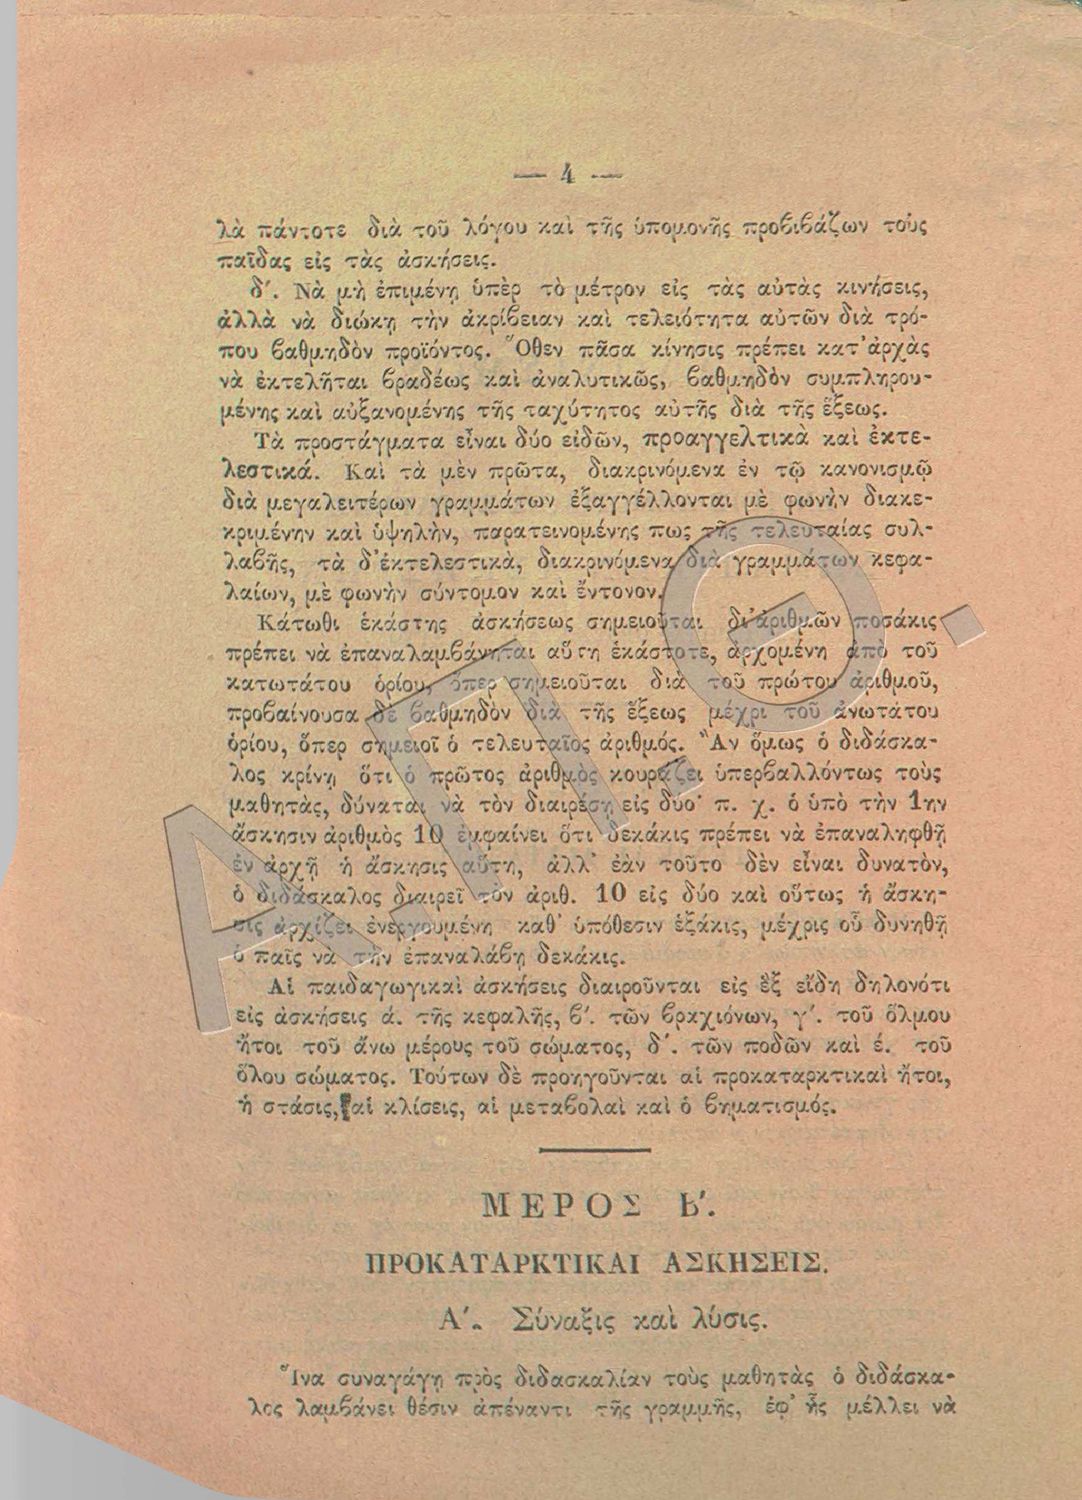 — 4 —
λὰ πάντοτε διὰ τοῦ λόγου καὶ τῆς ὑπομονῆς προβιβάζων τοὺς
παῖδας εἰς τὰς ἀσκήσεις.
δ΄. Νὰ μὴ ἐπιμένῃ ὑπὲρ τὸ μέτρον εἰς τὰς αὐτὰς κινήσεις,
ἀλλὰ νὰ διώκῃ τὴν ἀκρίβειαν καὶ τελειότητα αὐτῶν διὰ τρό-
που βαθμηδὸν προϊόντος. Ὅθεν πᾶσα κίνησις πρέπει κατ᾽ἀρχὰς
νὰ ἐκτελῆται βραδέως καὶ ἀναλυτικῶς, βαθμηδὸν συμπληρου-
μένης καὶ αὐξανομένης τῆς ταχύτητος αὐτῆς διὰ τῆς ἕξεως.
Τὰ προστάγματα εἶναι δύο εἰδῶν, προαγγελτικὰ καὶ ἐκτε-
λεστικά. Καὶ τὰ μὲν πρῶτα, διακρινόμενα ἐν τῷ κανονισμῷ
διὰ μεγαλειτέρων γραμμάτων ἐξαγγέλλονται μὲ φωνὴν διακε-
κριμένην καὶ ὑψηλὴν, παρατεινομένης πως τῆς τελευταίας συλ-
λαβῆς, τὰ δ᾽ἐκτελεστικὰ, διακρινόμενα διὰ γραμμάτων κεφα-
λαίων, μὲ φωνὴν σύντομον καὶ ἔντονον.
Κάτωθι ἑκάστης ἀσκήσεως σημειοῦται δι᾽ἀριθμῶν ποσάκις
πρέπει νὰ ἐπαναλαμβάνηται αὕτη ἑκάστοτε, ἀρχομένη ἀπὸ τοῦ
κατωτάτου ὁρίου, ὅπερ σημειοῦται διὰ τοῦ πρώτου ἀριθμοῦ,
προβαίνουσα δὲ βαθμηδὸν διὰ τῆς ἕξεως μέχρι τοῦ ἀνωτάτου
ὁρίου, ὅπερ σημειοῖ ὁ τελευταῖος ἀριθμός. Ἂν ὅμως ὁ διδάσκα-
λος κρίνῃ ὅτι ὁ πρῶτος ἀριθμὸς κουράζει ὑπερβαλλόντως τοὺς
μαθητὰς, δύναται νὰ τὸν διαιρέσῃ εἰς δύο· π. χ. ὁ ὑπὸ τὴν 1ην
ἄσκησιν ἀριθμὸς 10 ἐμφαίνει ὅτι δεκάκις πρέπει νὰ ἐπαναληφθῇ
ἐν ἀρχῇ ἡ ἄσκησις αὕτη, ἀλλ᾽ ἐὰν τοῦτο δὲν εἶναι δυνατὸν,
ὁ διδάσκαλος διαιρεῖ τὸν ἀριθ. 10 εἰς δύο καὶ οὕτως ἡ ἄσκη-
σις ἀρχίζει ἐνεργουμένη καθ᾽ ὑπόθεσιν ἑξάκις, μέχρις οὗ δυνηθῇ
ὁ παῖς νὰ τὴν ἐπαναλάβῃ δεκάκις.
Αἱ παιδαγωγικαὶ ἀσκήσεις διαιροῦνται εἰς ἓξ εἴδη δηλονότι
εἰς ἀσκήσεις ά. τῆς κεφαλῆς, β΄. τῶν βραχιόνων, γ΄. τοῦ ὅλμου
ἤτοι τοῦ ἄνω μέρους τοῦ σώματος, δ΄. τῶν ποδῶν καὶ έ. τοῦ
ὅλου σώματος. Τούτων δὲ προηγοῦνται αἱ προκαταρκτικαὶ ἤτοι,
ἡ στάσις, αἱ κλίσεις, αἱ μεταβολαὶ καὶ ὁ βηματισμός.
ΜΕΡΟΣ Β΄.
ΠΡΟΚΑΤΑΡΚΤΙΚΑΙ ΑΣΚΗΣΕΙΣ.
Α΄. Σύναξις καὶ λύσις.
Ἵνα συναγάγῃ πρὸς διδασκαλίαν τοὺς μαθητὰς ὁ διδάσκα-
λος λαμβάνει θέσιν ἀπέναντι τῆς γραμμῆς, ἐφ᾽ ἧς μέλλει νὰ